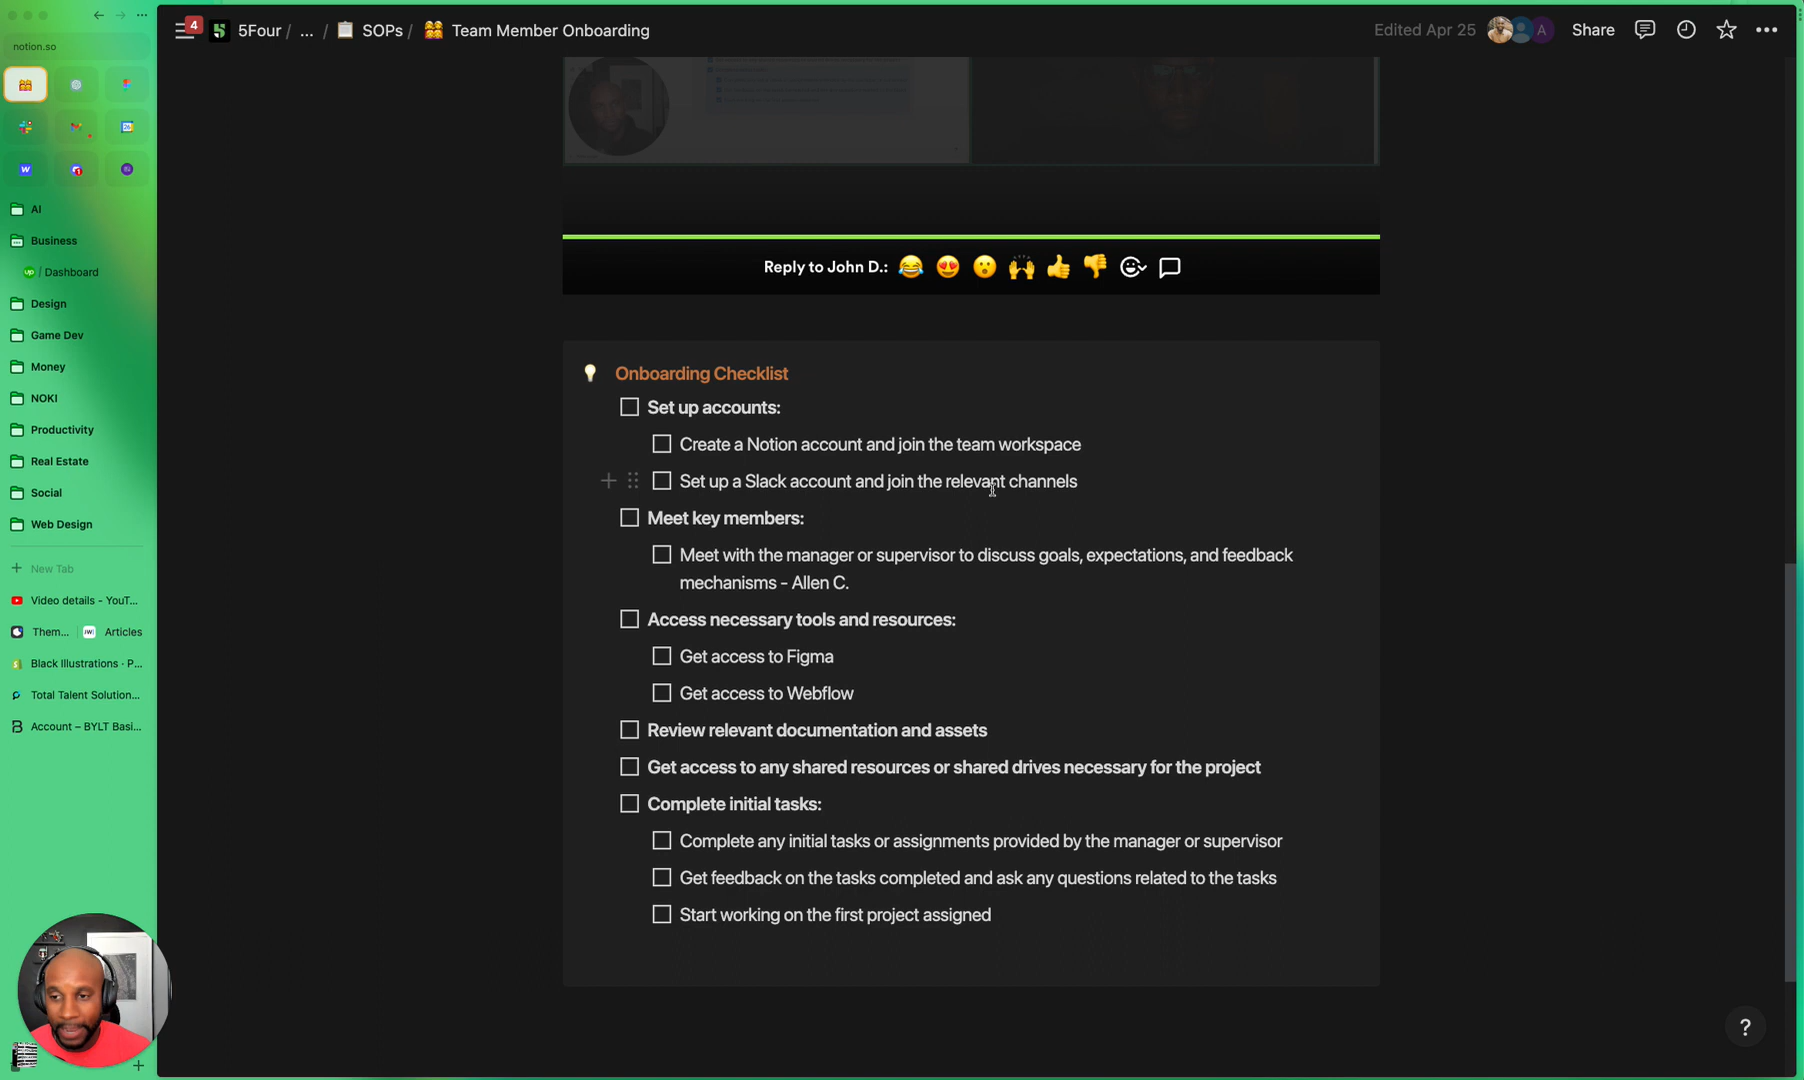 4
5Four / ... / SOPs / Team Member Onboarding
Edited Apr 25
A
Share
notion.so
AI
Business
up / Dashboard
Design
Game Dev
Money
NOKI
Productivity
Real Estate
Social
Web Design
New Tab
Video details - YouT...
Them...
Articles
Black Illustrations · P...
Total Talent Solution...
Account – BYLT Basi...
Reply to John D.:
Onboarding Checklist
Set up accounts:
Create a Notion account and join the team workspace
Set up a Slack account and join the relevant channels
Meet key members:
Meet with the manager or supervisor to discuss goals, expectations, and feedback
mechanisms - Allen C.
Access necessary tools and resources:
Get access to Figma
Get access to Webflow
Review relevant documentation and assets
Get access to any shared resources or shared drives necessary for the project
Complete initial tasks:
Complete any initial tasks or assignments provided by the manager or supervisor
Get feedback on the tasks completed and ask any questions related to the tasks
Start working on the first project assigned
?